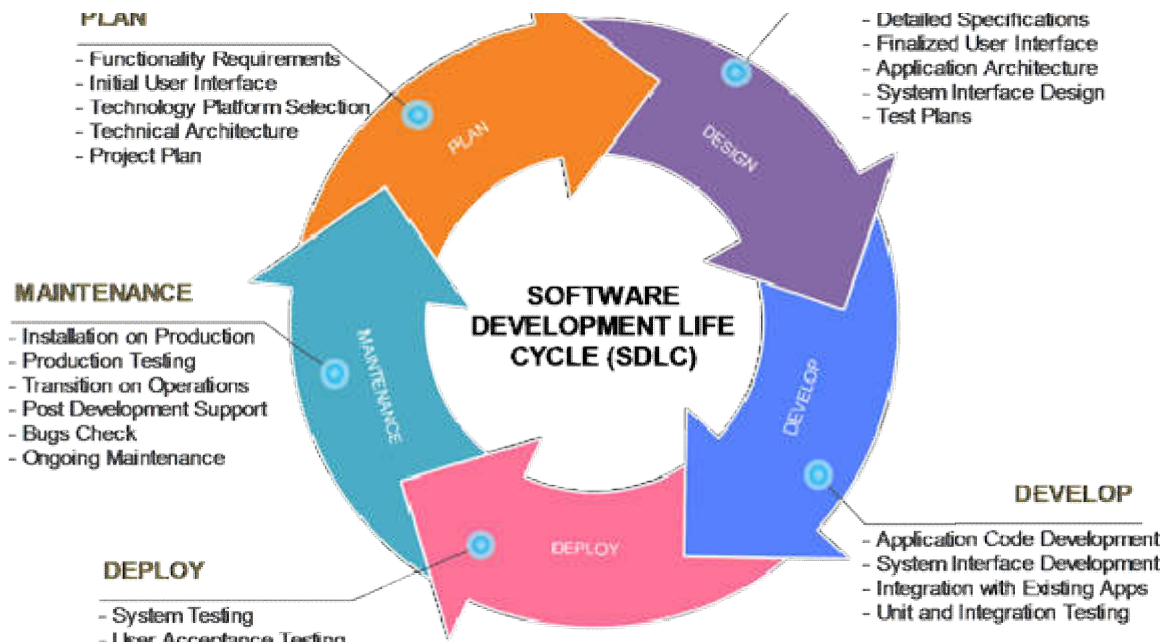 PLAN
- Functionality Requirements
- Initial User Interface
- Technology Platform Selection
- Technical Architecture
- Project Plan
- Detailed Specifications
- Finalized User Interface
- Application Architecture
- System Interface Design
- Test Plans
PLAN
DESIGN
SOFTWARE
DEVELOPMENT LIFE
CYCLE (SDLC)
MAINTENANCE
- Installation on Production
- Production Testing
- Transition on Operations
- Post Development Support
- Bugs Check
- Ongoing Maintenance
MAINTENANCE
DEVELOP
DEPLOY
DEVELOP
- Application Code Development
- System Interface Development
- Integration with Existing Apps
- Unit and Integration Testing
DEPLOY
- System Testing
- User Acceptance Testing